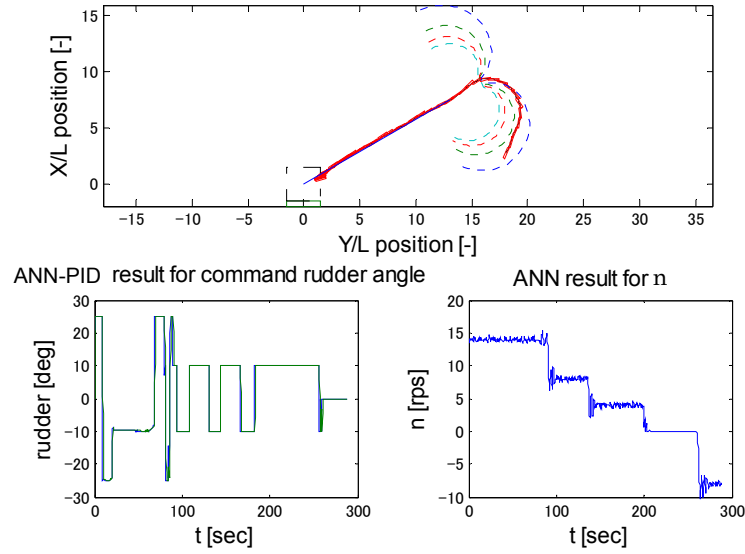 15
10
5
0
X/L position [-]
−15 −10 −5 0 5 10 15 20 25 30 35
Y/L position [-]
ANN-PID result for command rudder angle
30
20
10
0
−10
−20
−30
rudder [deg]
0 100 200 300
t [sec]
ANN result for n
20
15
10
5
0
−5
−10
n [rps]
0 100 200 300
t [sec]